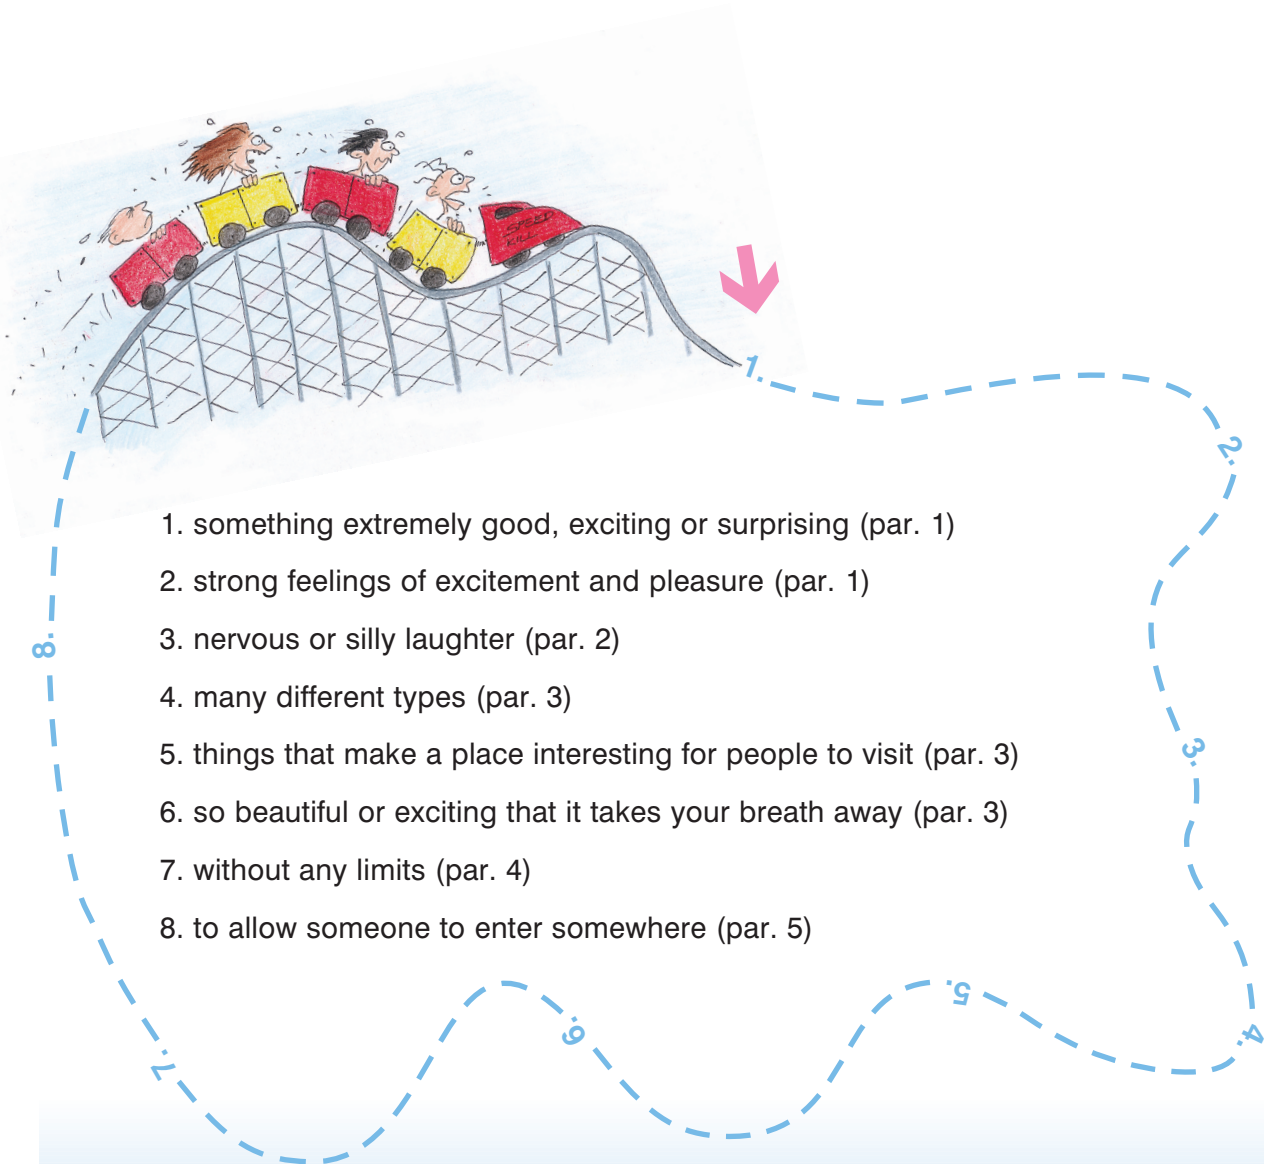 SPEED
KILL
1.
2.
1. something extremely good, exciting or surprising (par. 1)
2. strong feelings of excitement and pleasure (par. 1)
3. nervous or silly laughter (par. 2)
8.
4. many different types (par. 3)
5. things that make a place interesting for people to visit (par. 3)
3.
6. so beautiful or exciting that it takes your breath away (par. 3)
7. without any limits (par. 4)
8. to allow someone to enter somewhere (par. 5)
5.
6.
4.
7.